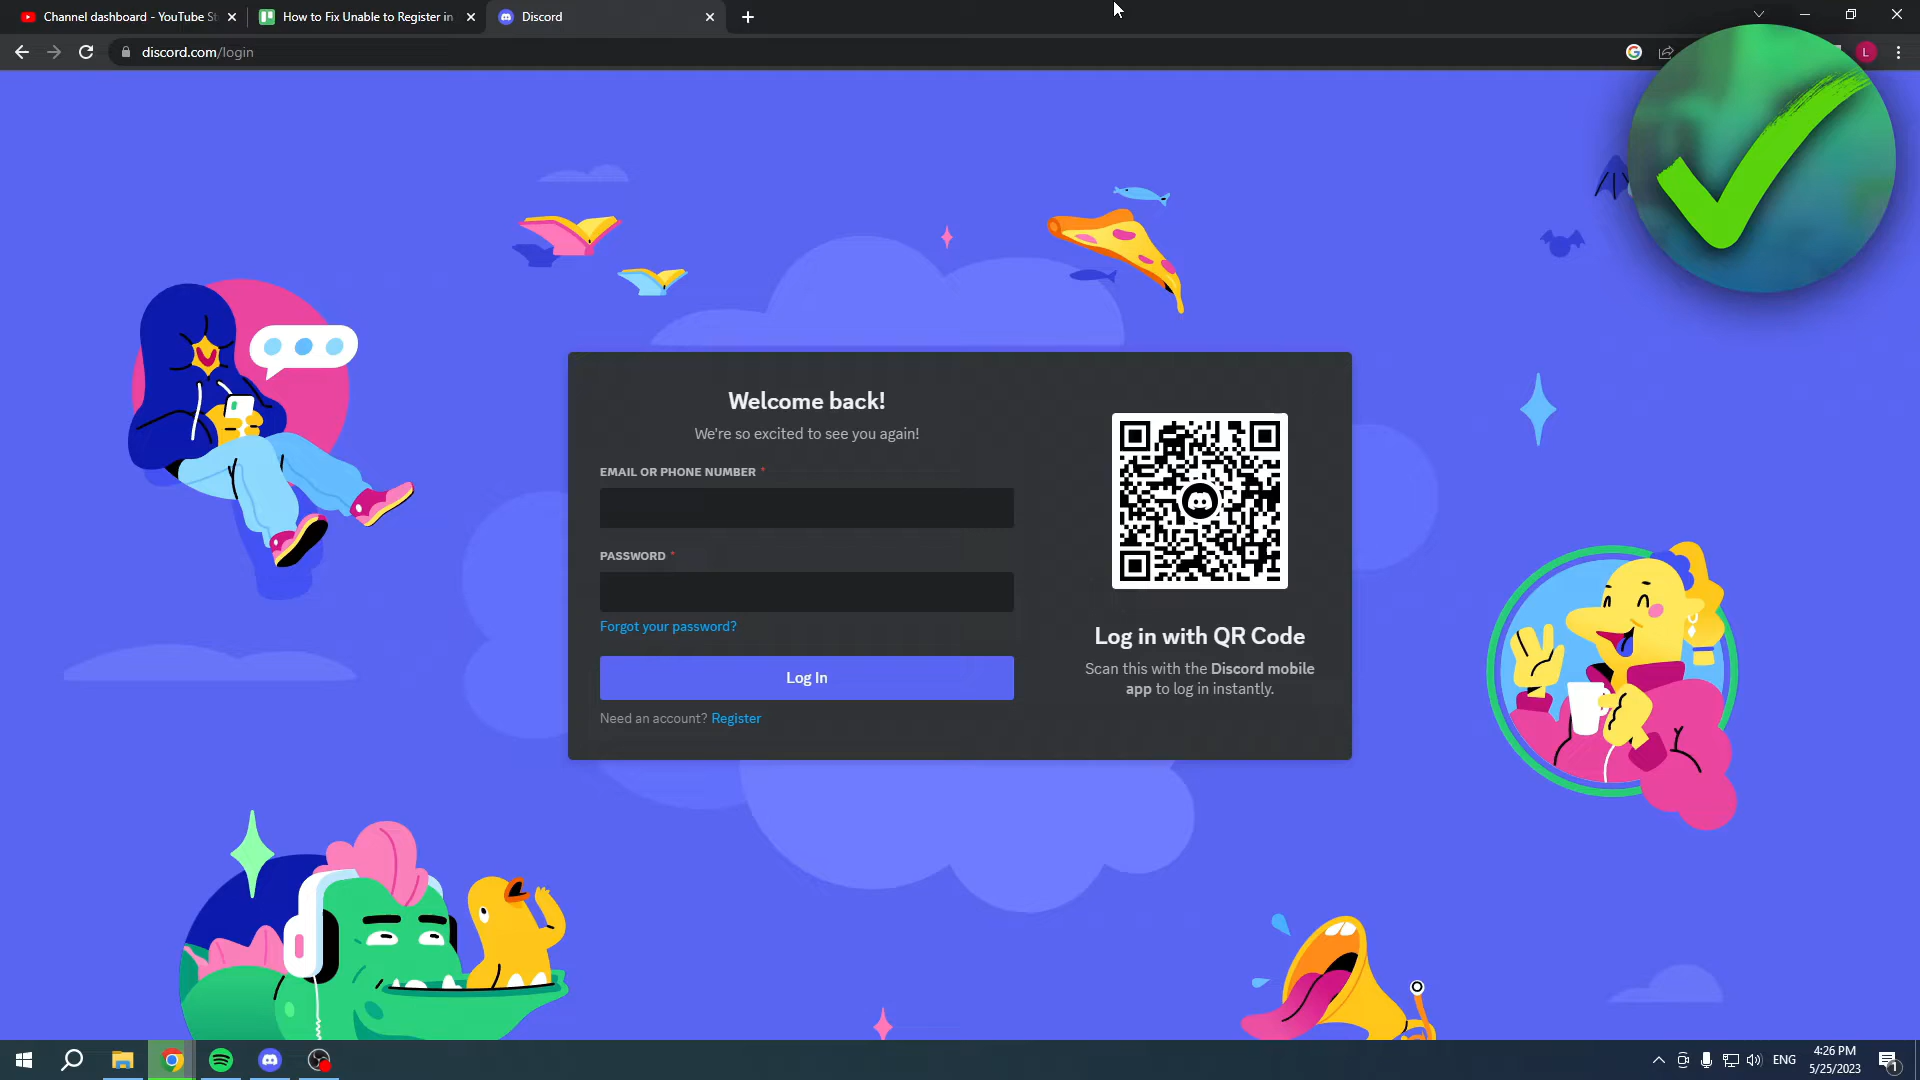 Channel dashboard - YouTube St
How to Fix Unable to Register in
Discord
discord.com/login
L
Welcome back!
We're so excited to see you again!
EMAIL OR PHONE NUMBER *
PASSWORD *
Forgot your password?
Log In
Need an account? Register
Log in with QR Code
Scan this with the Discord mobile
app to log in instantly.
ENG
4:26 PM
5/25/2023
1